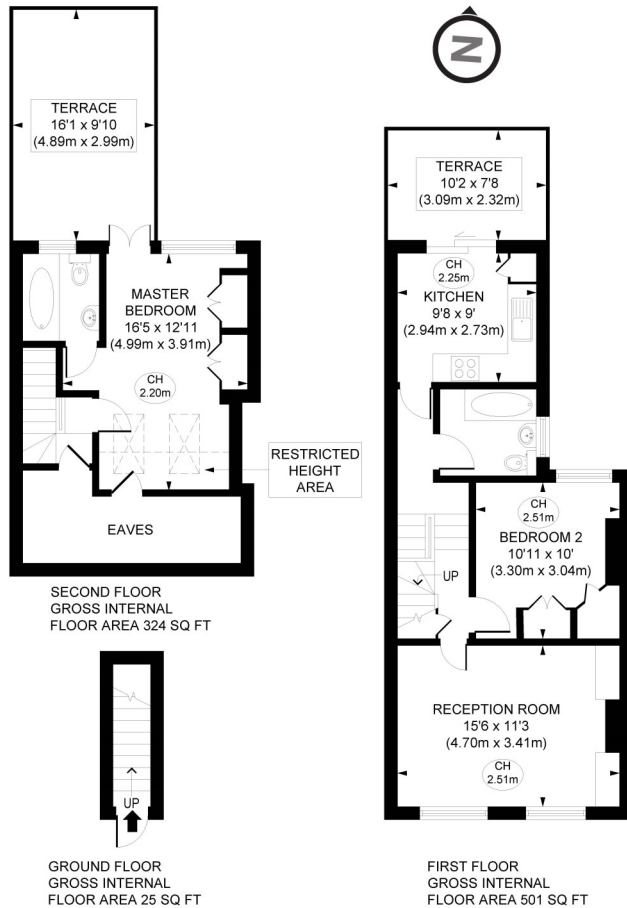 N
TERRACE
16'1 x 9'10
(4.89m x 2.99m)
MASTER
BEDROOM
16'5 x 12'11
(4.99m x 3.91m)
CH
2.20m
RESTRICTED
HEIGHT
AREA
EAVES
SECOND FLOOR
GROSS INTERNAL
FLOOR AREA 324 SQ FT
UP
GROUND FLOOR
GROSS INTERNAL
FLOOR AREA 25 SQ FT
TERRACE
10'2 x 7'8
(3.09m x 2.32m)
CH
2.25m
KITCHEN
9'8 x 9'
(2.94m x 2.73m)
CH
2.51m
BEDROOM 2
10'11 x 10'
(3.30m x 3.04m)
UP
RECEPTION ROOM
15'6 x 11'3
(4.70m x 3.41m)
CH
2.51m
FIRST FLOOR
GROSS INTERNAL
FLOOR AREA 501 SQ FT